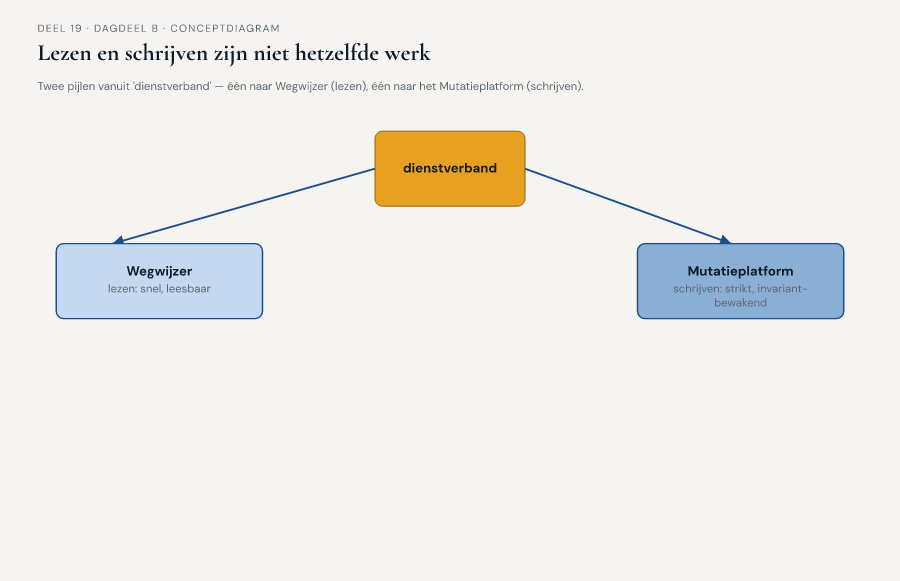 DEEL 19 · DAGDEEL B · CONCEPTDIAGRAM
Lezen en schrijven zijn niet hetzelfde werk
Twee pijlen vanuit 'dienstverband' — één naar Wegwijzer (lezen), één naar het Mutatieplatform (schrijven).
dienstverband
Wegwijzer
lezen: snel, leesbaar
Mutatieplatform
schrijven: strikt, invariant-
bewakend